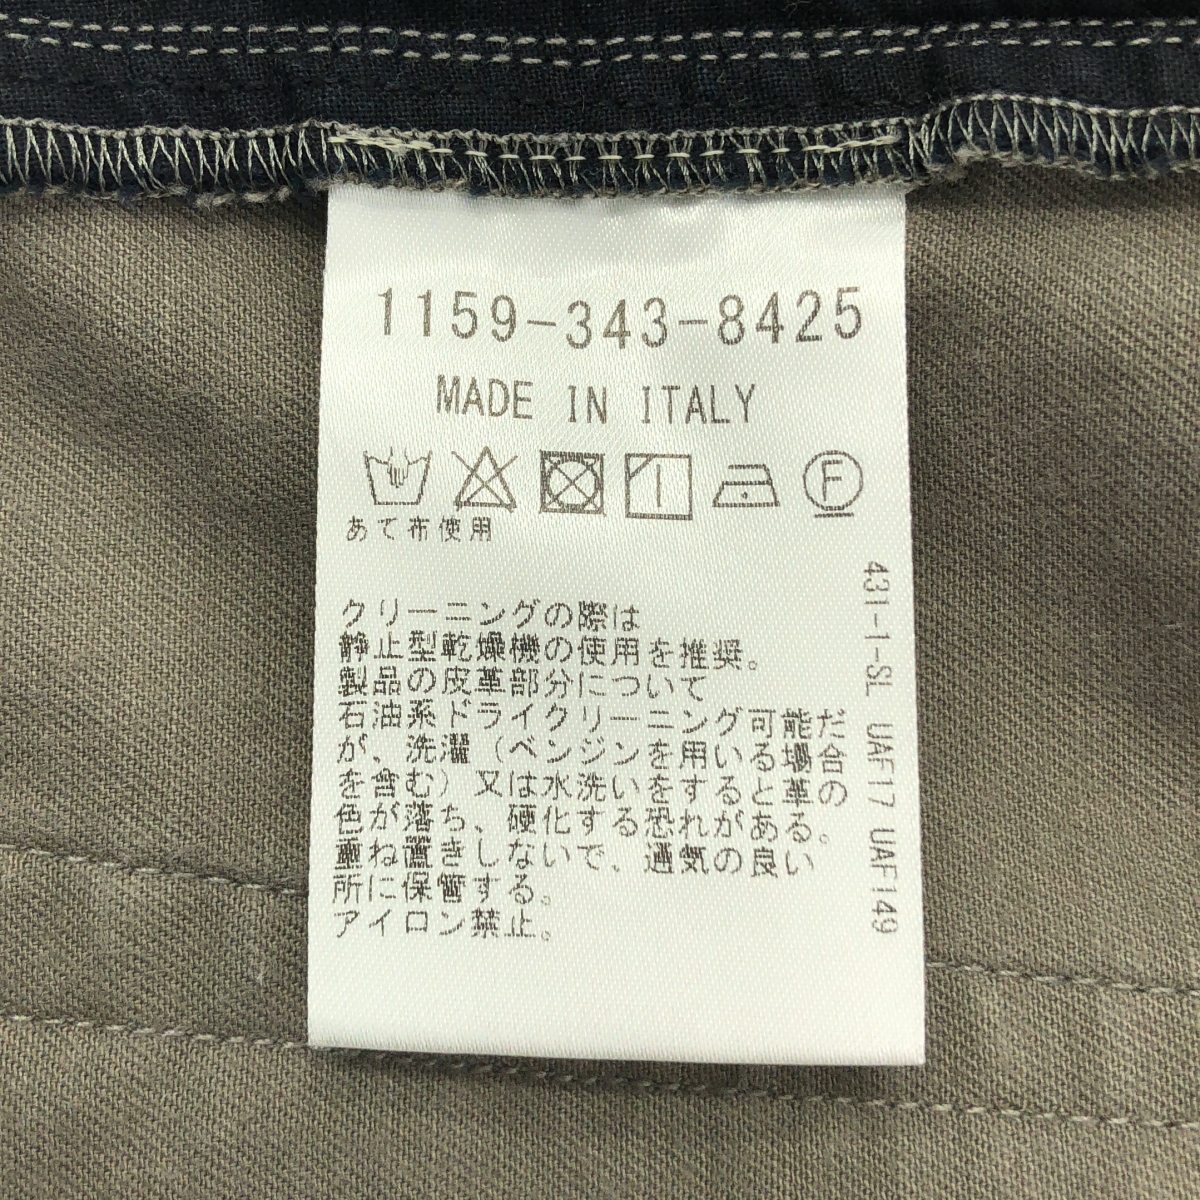 1159-343-8425
MADE IN ITALY
F
あて布使用
クリーニングの際は
静止型乾燥機の使用を推奨。
製品の皮革部分について
石油系ドライクリーニング可能だ
が、洗濯(ベンジンを用いる場合
を含む)又は水洗いをすると革の
色が落ち、硬化する恐れがある。
重ね置きしないで、通気の良い
所に保管する。
アイロン禁止。
431-1-SL UAF17 UAF149